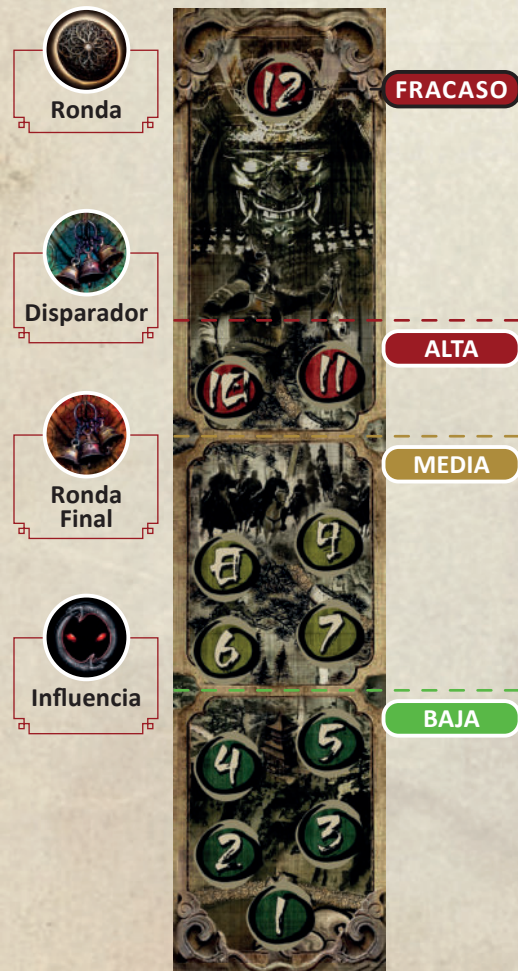 Ronda
Disparador
Ronda
Final
Influencia
12
10
11
8
9
6
7
4
5
2
3
1
FRACASO
ALTA
MEDIA
BAJA